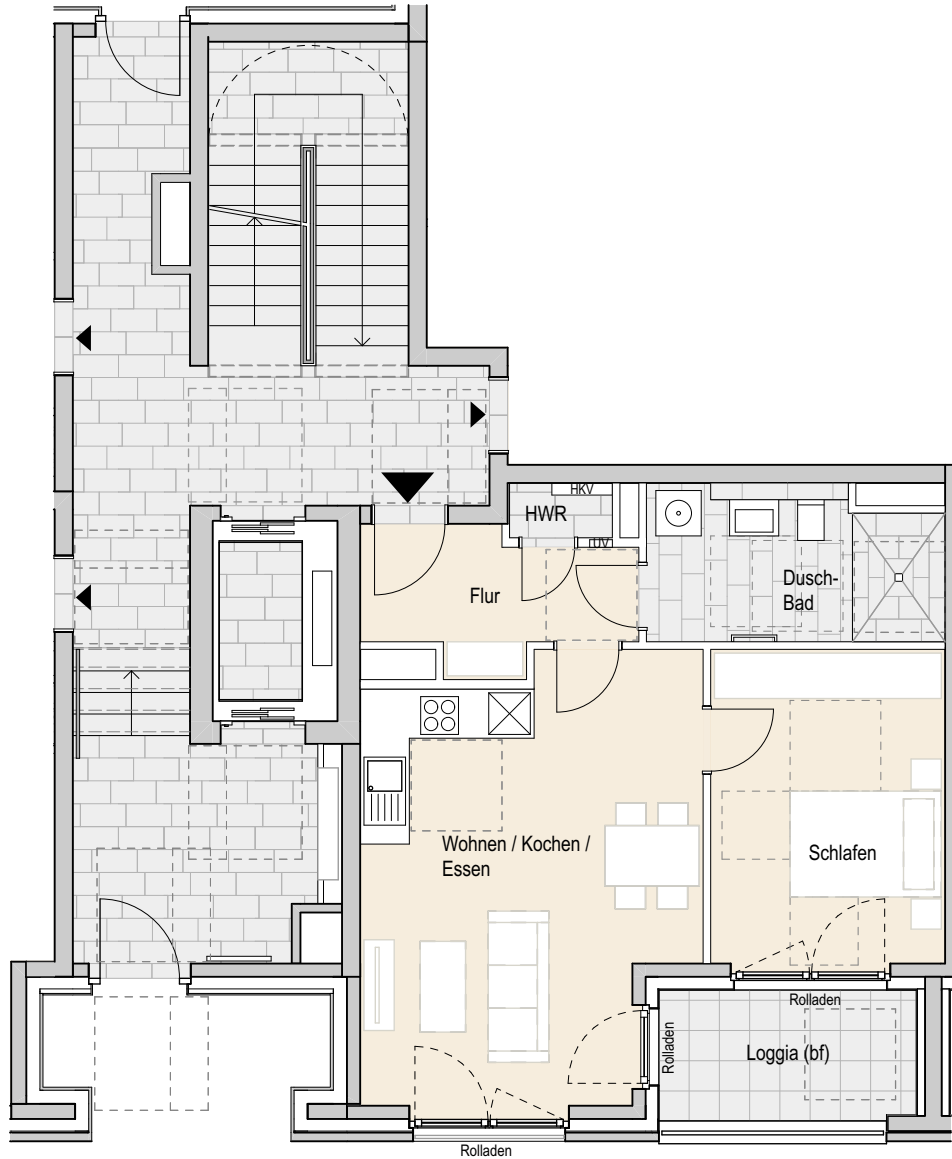 HKV
HWR
UV
Flur
Dusch-
Bad
Wohnen / Kochen /
Essen
Schlafen
Rolladen
Rolladen
Loggia (bf)
Rolladen